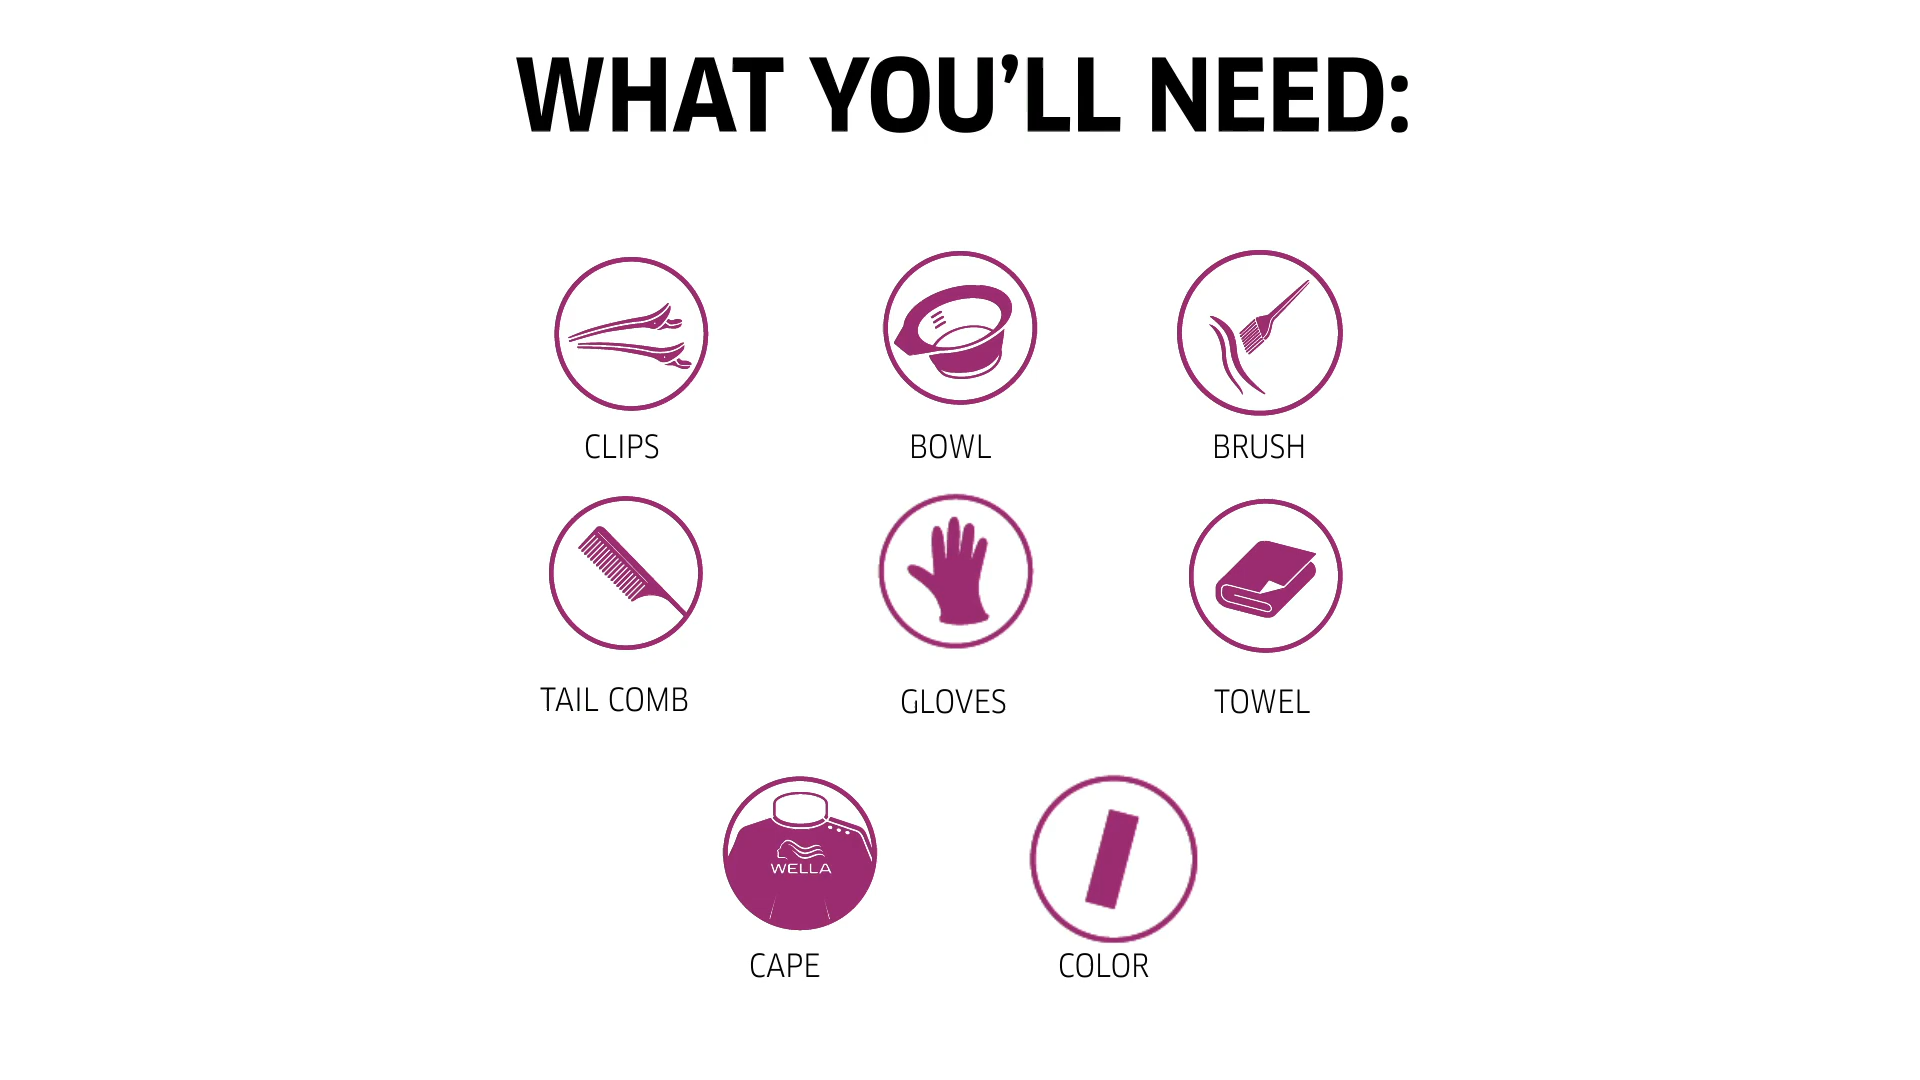 WHAT YOU’LL NEED:
CLIPS
BOWL
BRUSH
TAIL COMB
GLOVES
TOWEL
WELLA
CAPE
COLOR